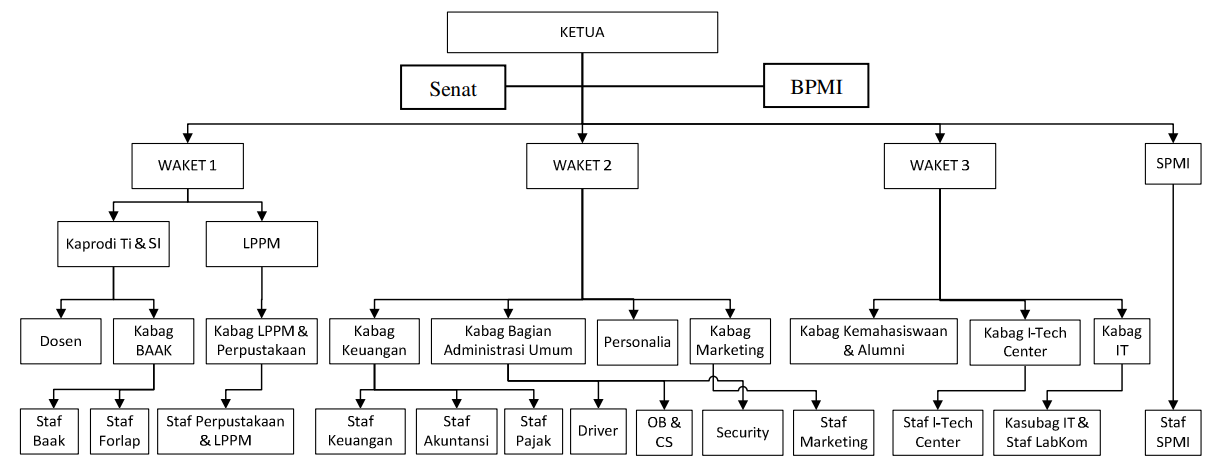 KETUA
Senat
BPMI
WAKET 1
WAKET 2
WAKET 3
SPMI
Kaprodi Ti & SI
LPPM
Dosen
Kabag
BAAK
Kabag LPPM &
Perpustakaan
Kabag
Keuangan
Kabag Bagian
Administrasi Umum
Personalia
Kabag
Marketing
Kabag Kemahasiswaan
& Alumni
Kabag I-Tech
Center
Kabag
IT
Staf
Baak
Staf
Forlap
Staf Perpustakaan
& LPPM
Staf
Keuangan
Staf
Akuntansi
Staf
Pajak
Driver
OB &
CS
Security
Staf
Marketing
Staf I-Tech
Center
Kasubag IT &
Staf LabKom
Staf
SPMI